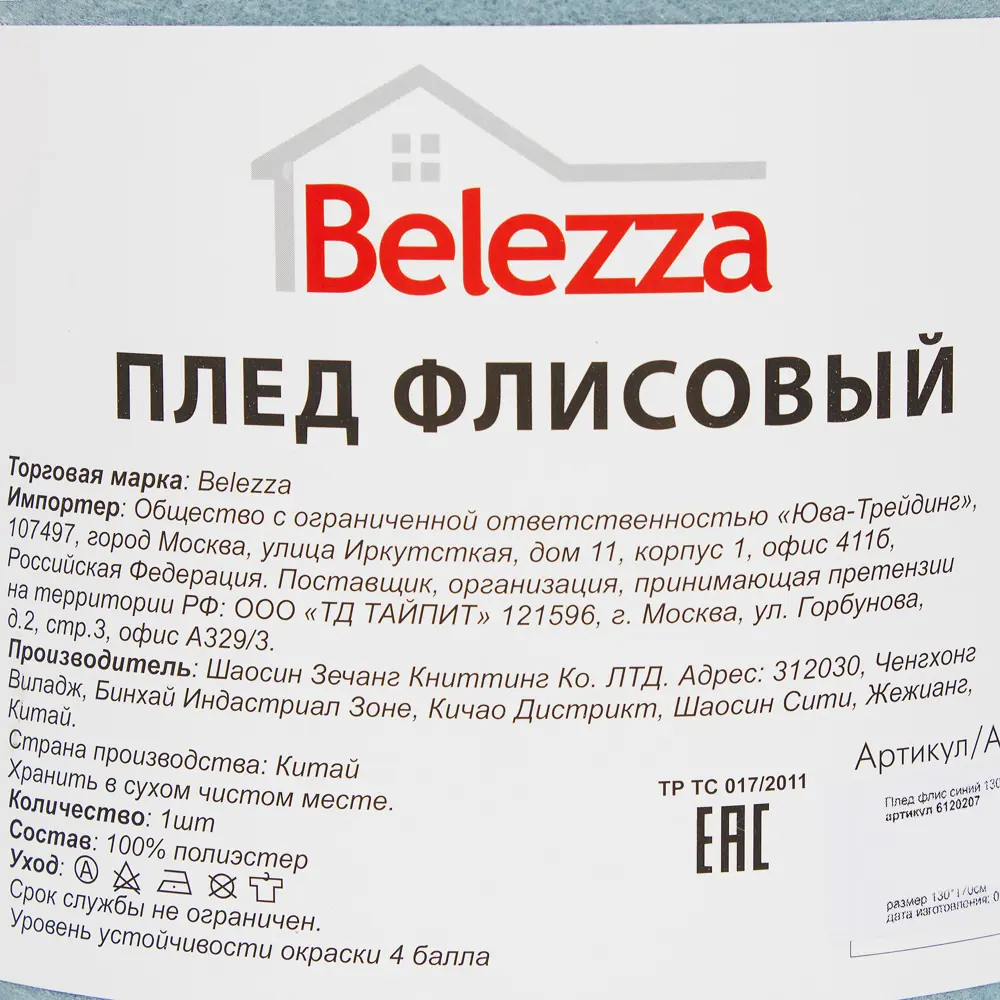 Belezza
ПЛЕД ФЛИСОВЫЙ
Торговая марка: Belezza
Импортер: Общество с ограниченной ответственностью «Юва-Трейдинг»,
107497, город Москва, улица Иркутсткая, дом 11, корпус 1, офис 411б,
Российская Федерация. Поставщик, организация, принимающая претензии
на территории РФ: ООО «ТД ТАЙПИТ» 121596, г. Москва, ул. Горбунова,
д.2, стр.3, офис А329/3.
Производитель: Шаосин Зечанг Книттинг Ко. ЛТД. Адрес: 312030, Ченгхонг
Виладж, Бинхай Индастриал Зоне, Кичао Дистрикт, Шаосин Сити, Жежианг,
Китай.
Страна производства: Китай
Хранить в сухом чистом месте.
Количество: 1шт
Состав: 100% полиэстер
Уход: A
Срок службы не ограничен.
Уровень устойчивости окраски 4 балла
ТР ТС 017/2011
EAC
Артикул/А
Плед флис синий 130
артикул 6120207
размер 130*170см
дата изготовления: 0